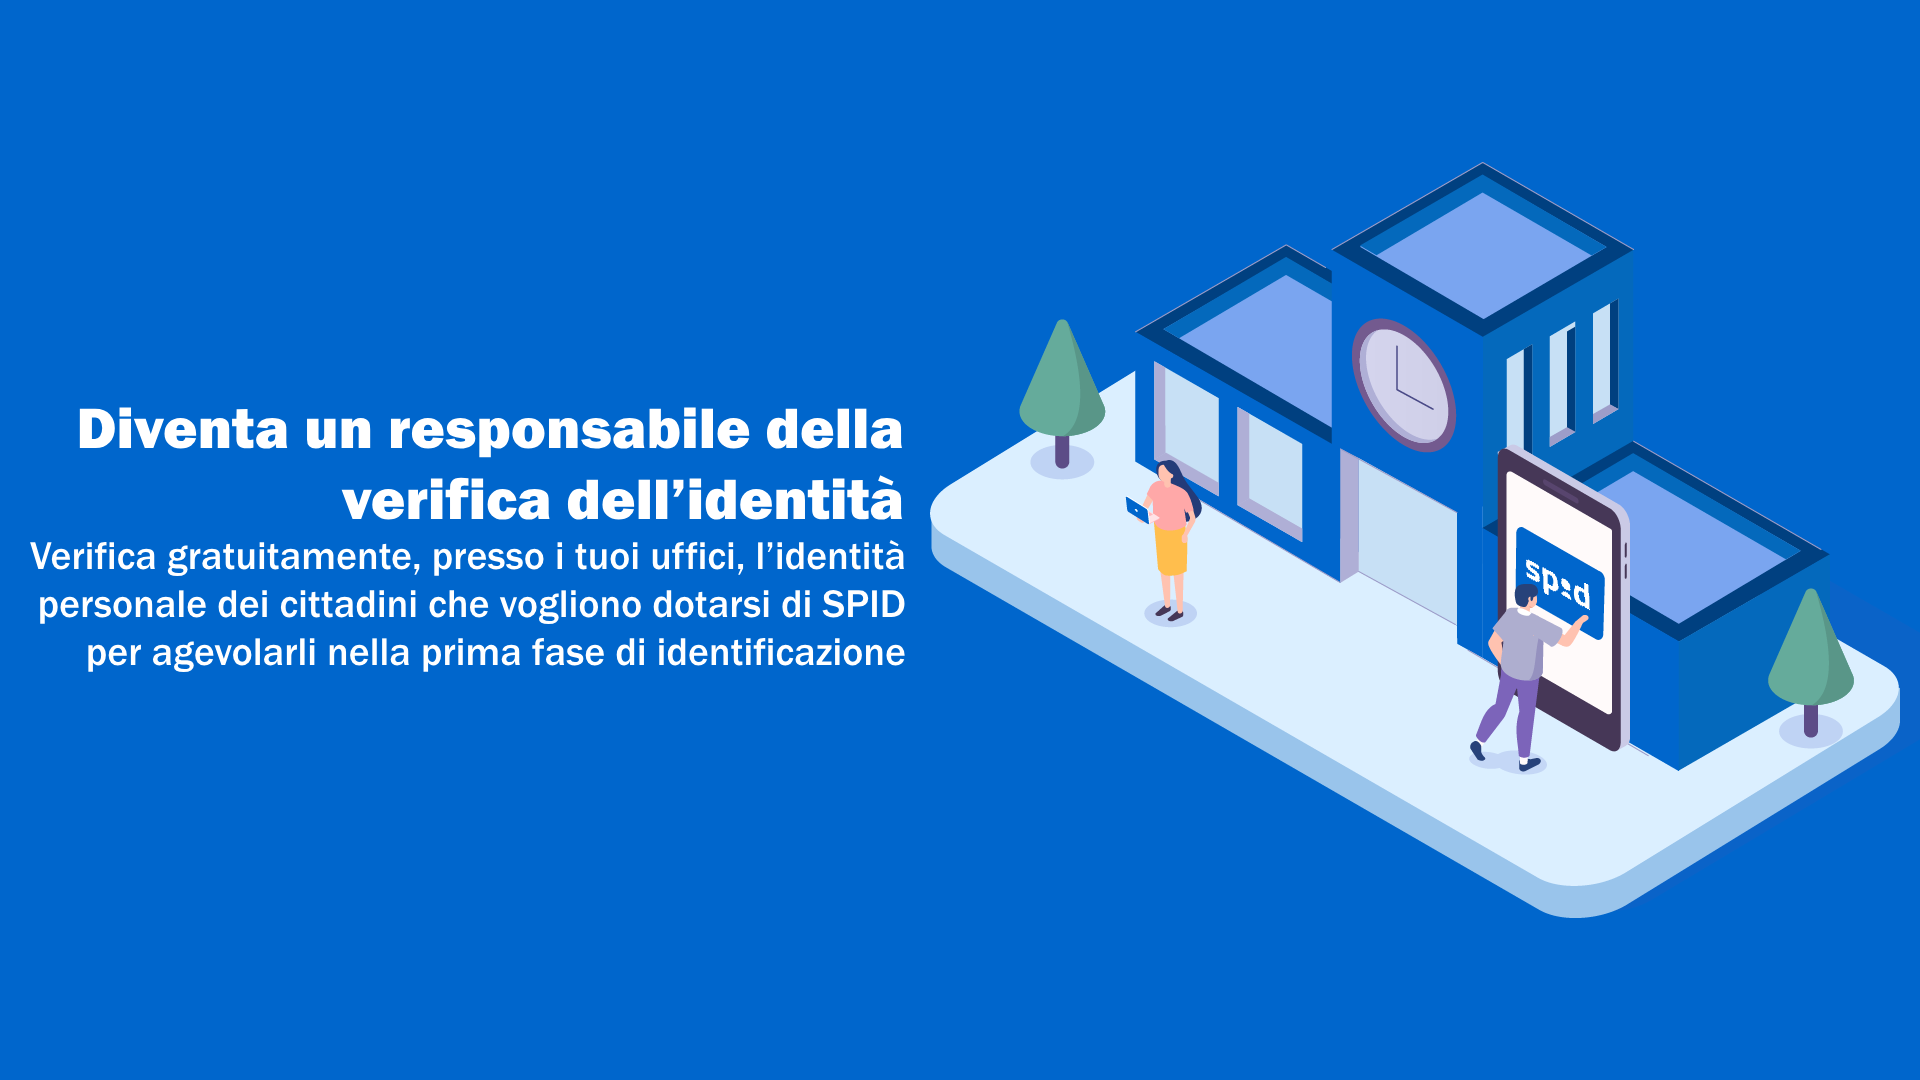 Diventa un responsabile della
verifica dell’identità
Verifica gratuitamente, presso i tuoi uffici, l’identità
personale dei cittadini che vogliono dotarsi di SPID
per agevolarli nella prima fase di identificazione
spid